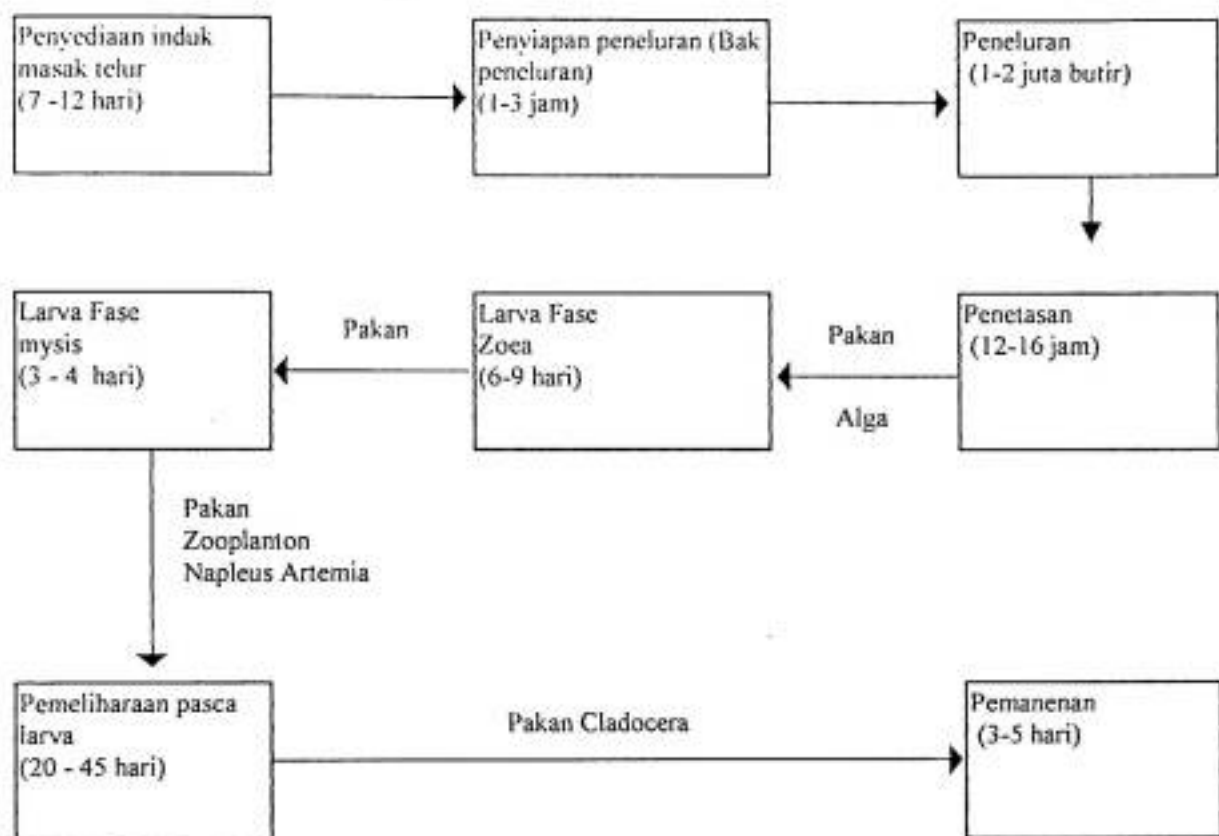 Penyediaan induk
masak telur
(7 -12 hari)
Penyiapan peneluran (Bak
peneluran)
(1-3 jam)
Peneluran
(1-2 juta butir)
Penetasan
(12-16 jam)
Pakan
Alga
Larva Fase
Zoea
(6-9 hari)
Pakan
Larva Fase
mysis
(3 - 4 hari)
Pakan
Zooplanton
Napleus Artemia
Pemeliharaan pasca
larva
(20 - 45 hari)
Pakan Cladocera
Pemanenan
(3-5 hari)